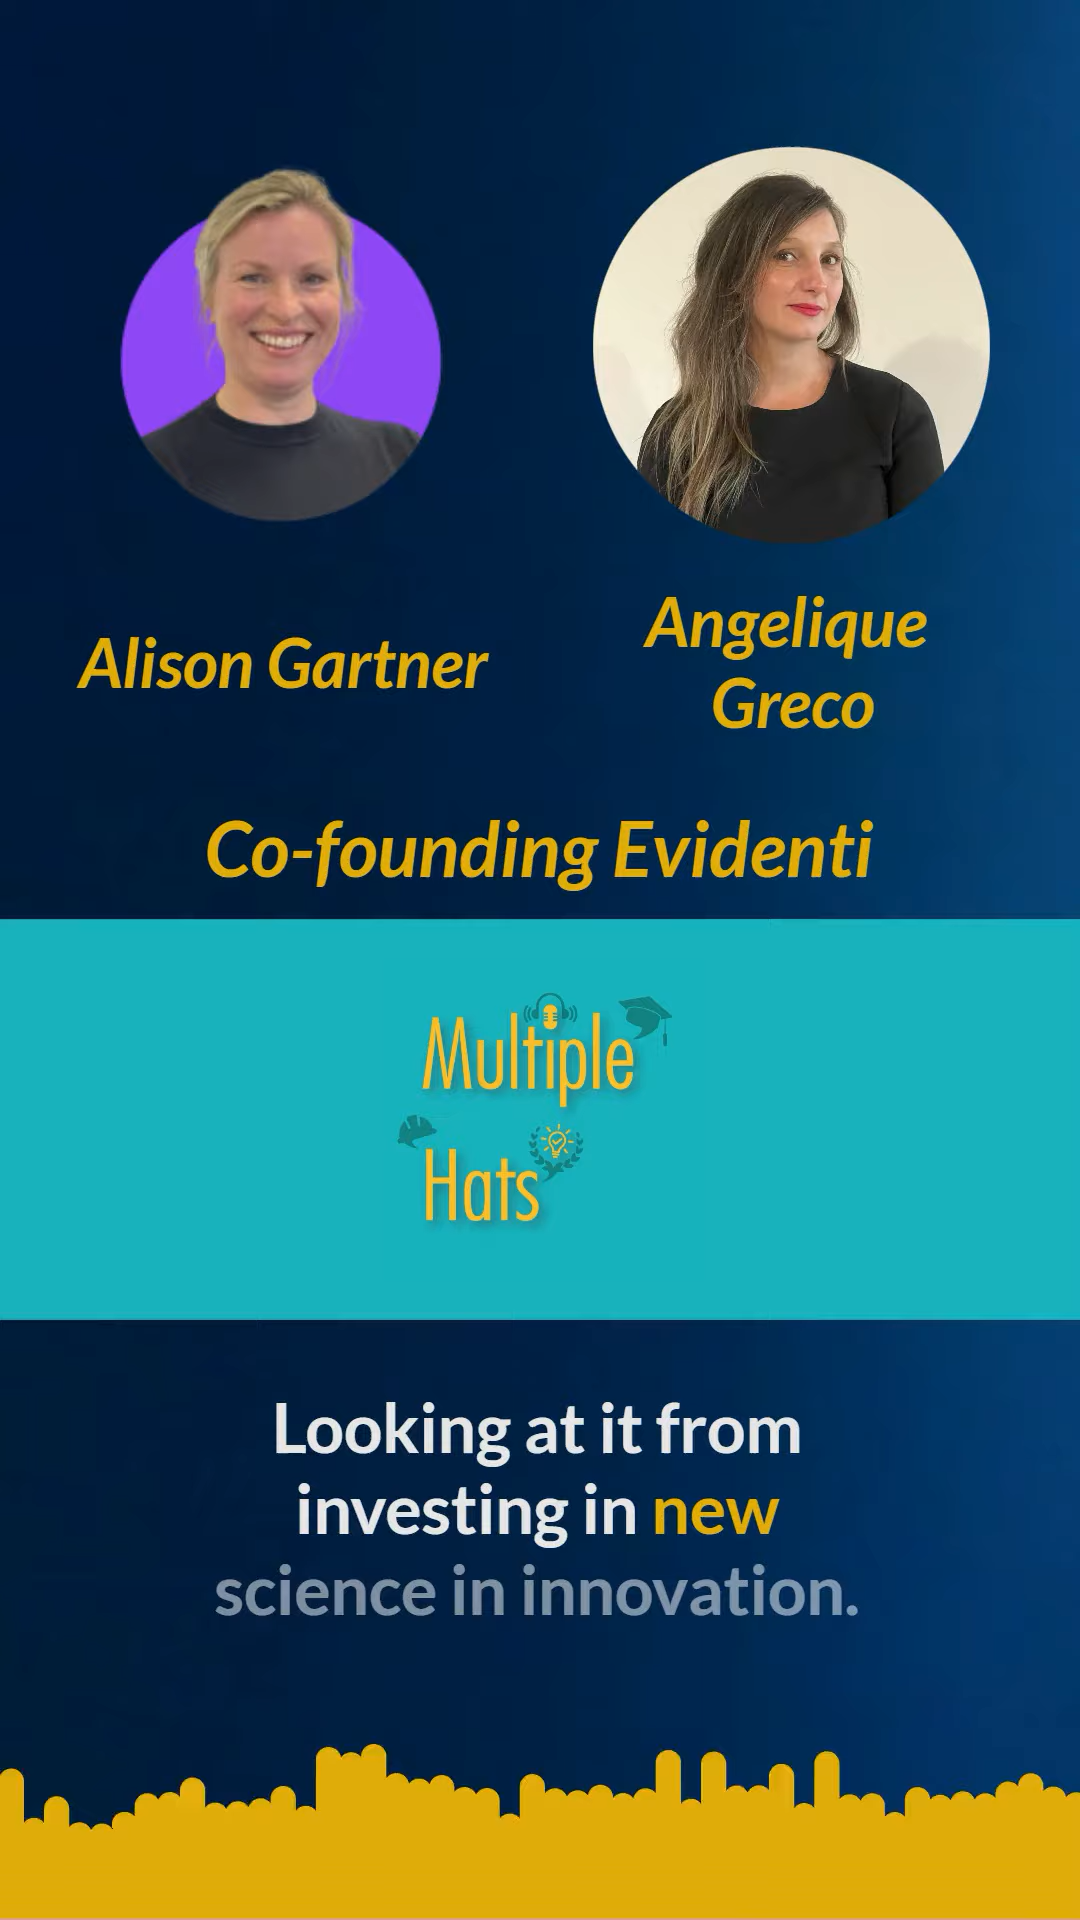 Alison Gartner
Angelique
Greco
Co-founding Evidenti
Multiple
Hats
Looking at it from
investing in new
science in innovation.